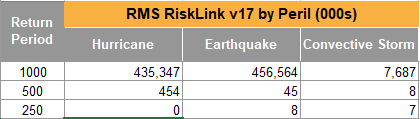 Return Period RMS RiskLink v17 by Peril (000s)
Hurricane Earthquake Convective Storm
1000 435,347 456,564 7,687
500 454 45 8
250 0 8 7